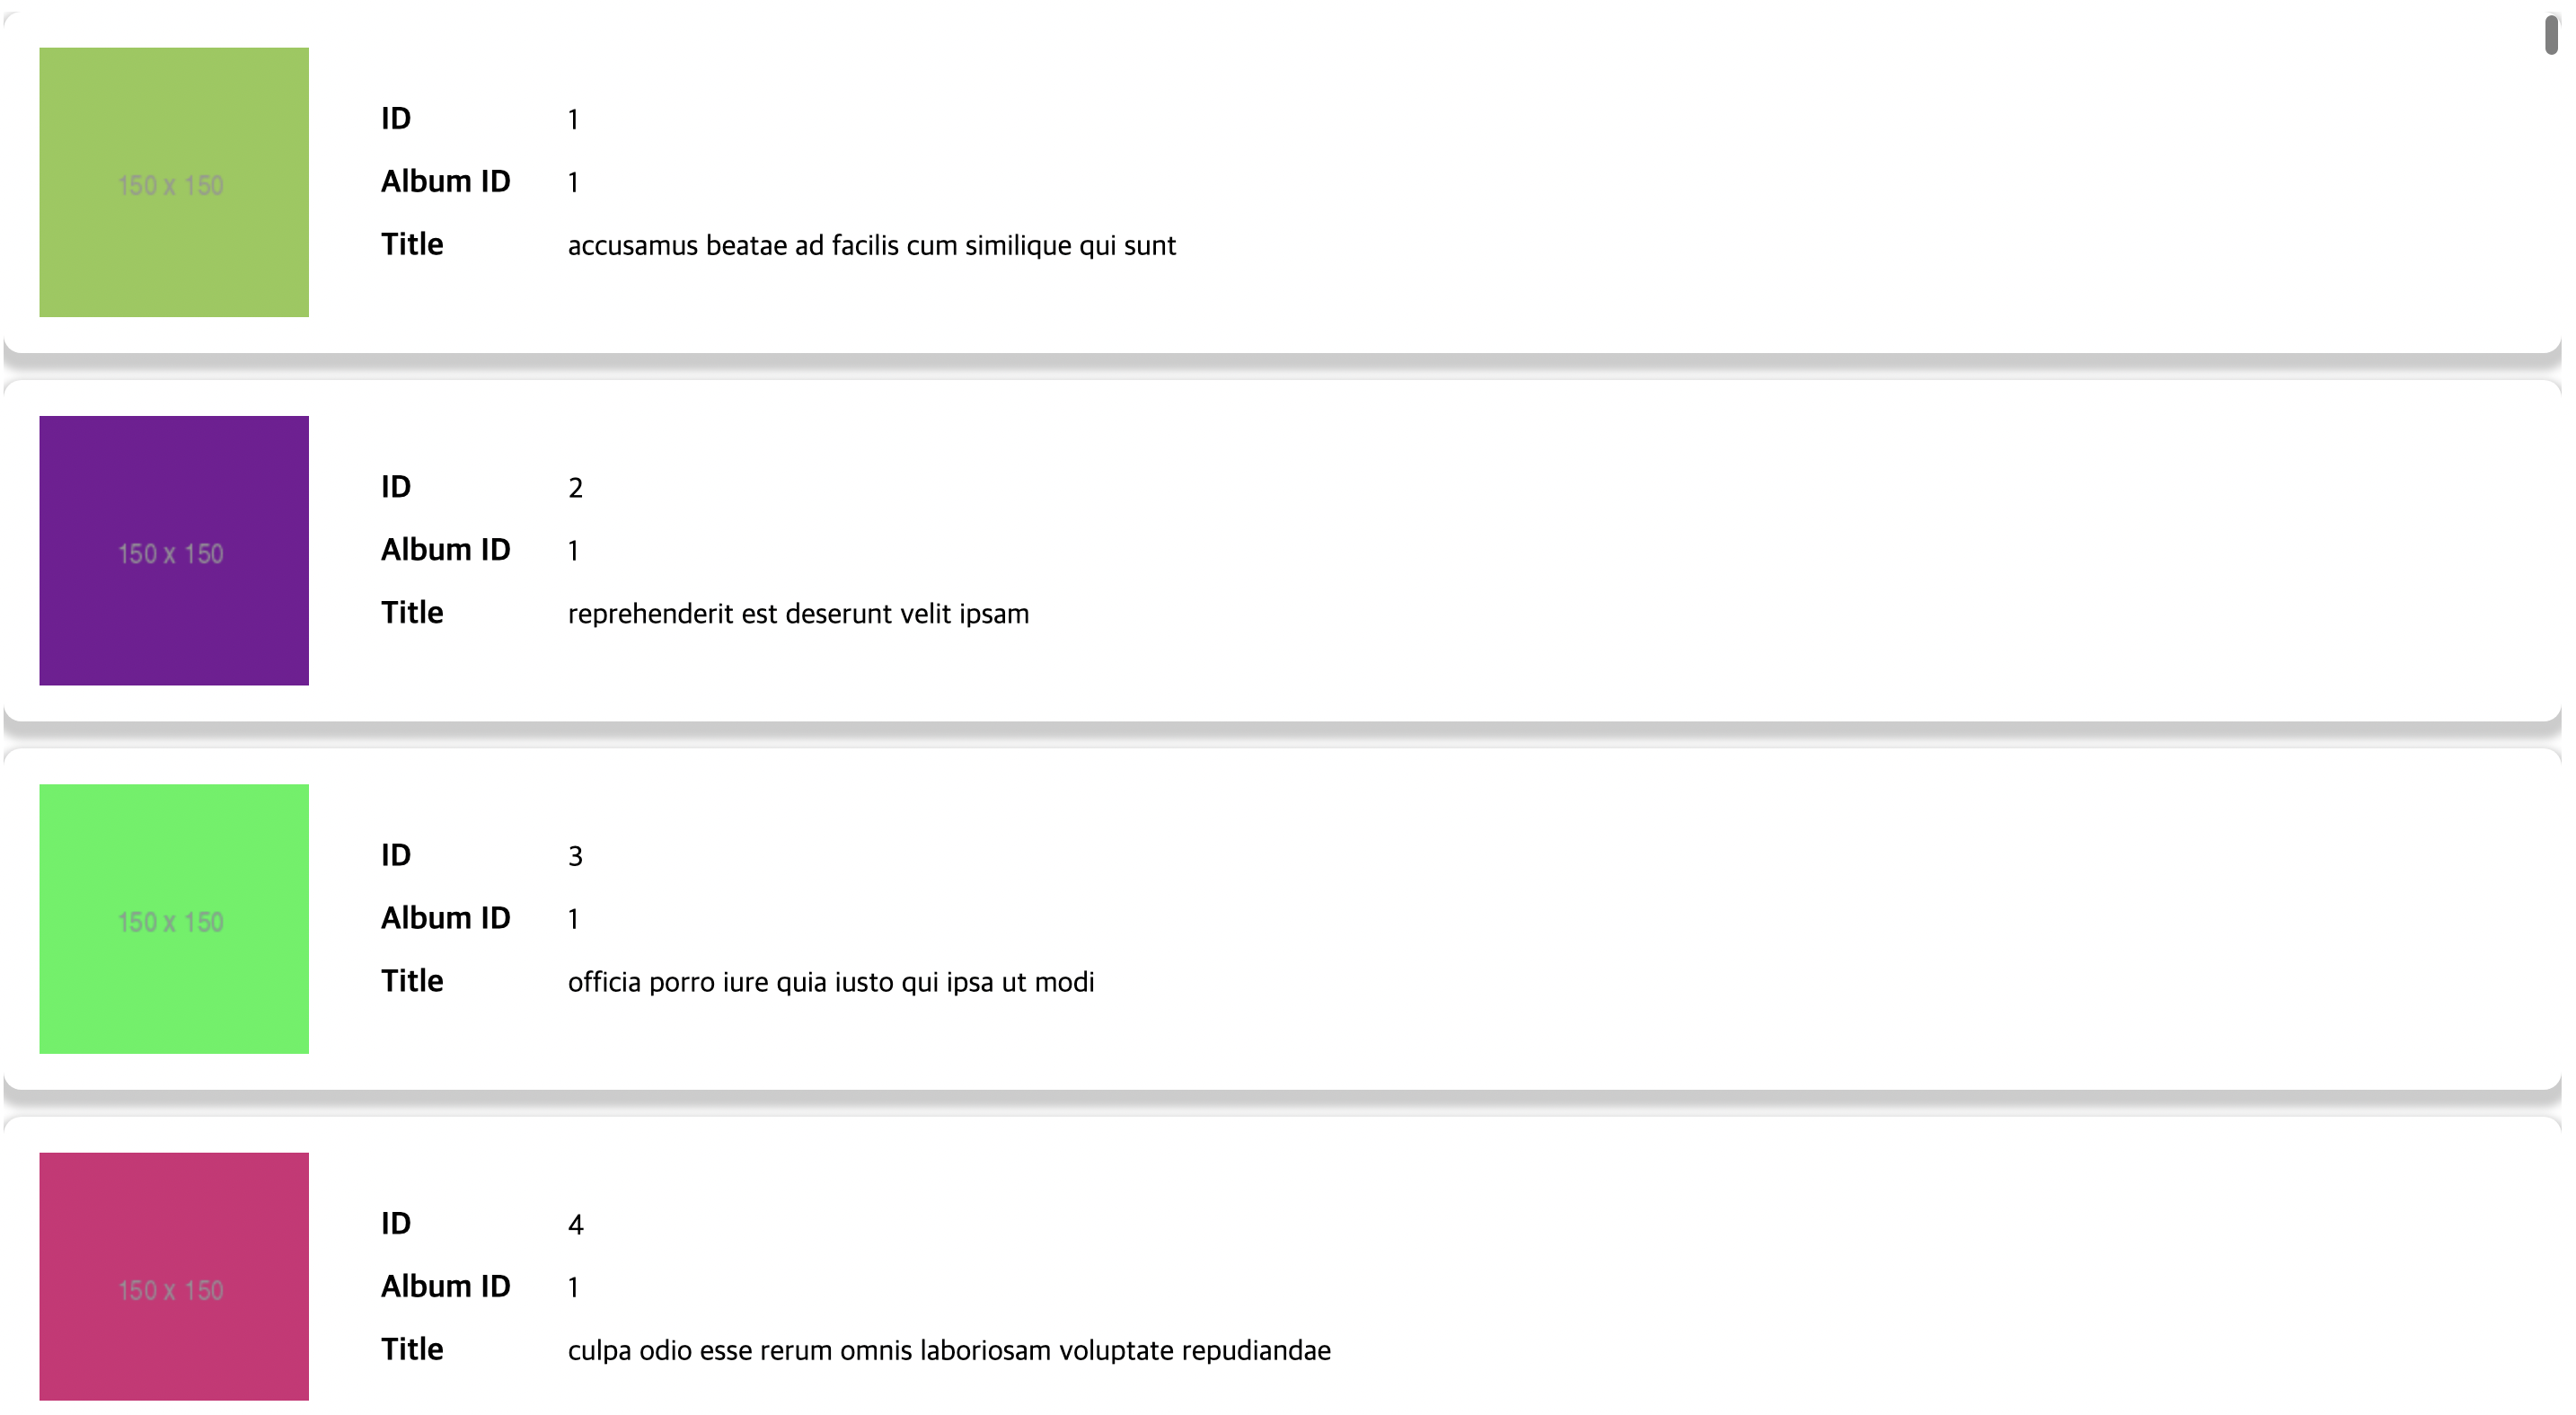 150 x 150
ID 1
Album ID 1
Title accusamus beatae ad facilis cum similique qui sunt
150 x 150
ID 2
Album ID 1
Title reprehenderit est deserunt velit ipsam
150 x 150
ID 3
Album ID 1
Title officia porro iure quia iusto qui ipsa ut modi
150 x 150
ID 4
Album ID 1
Title culpa odio esse rerum omnis laboriosam voluptate repudiandae